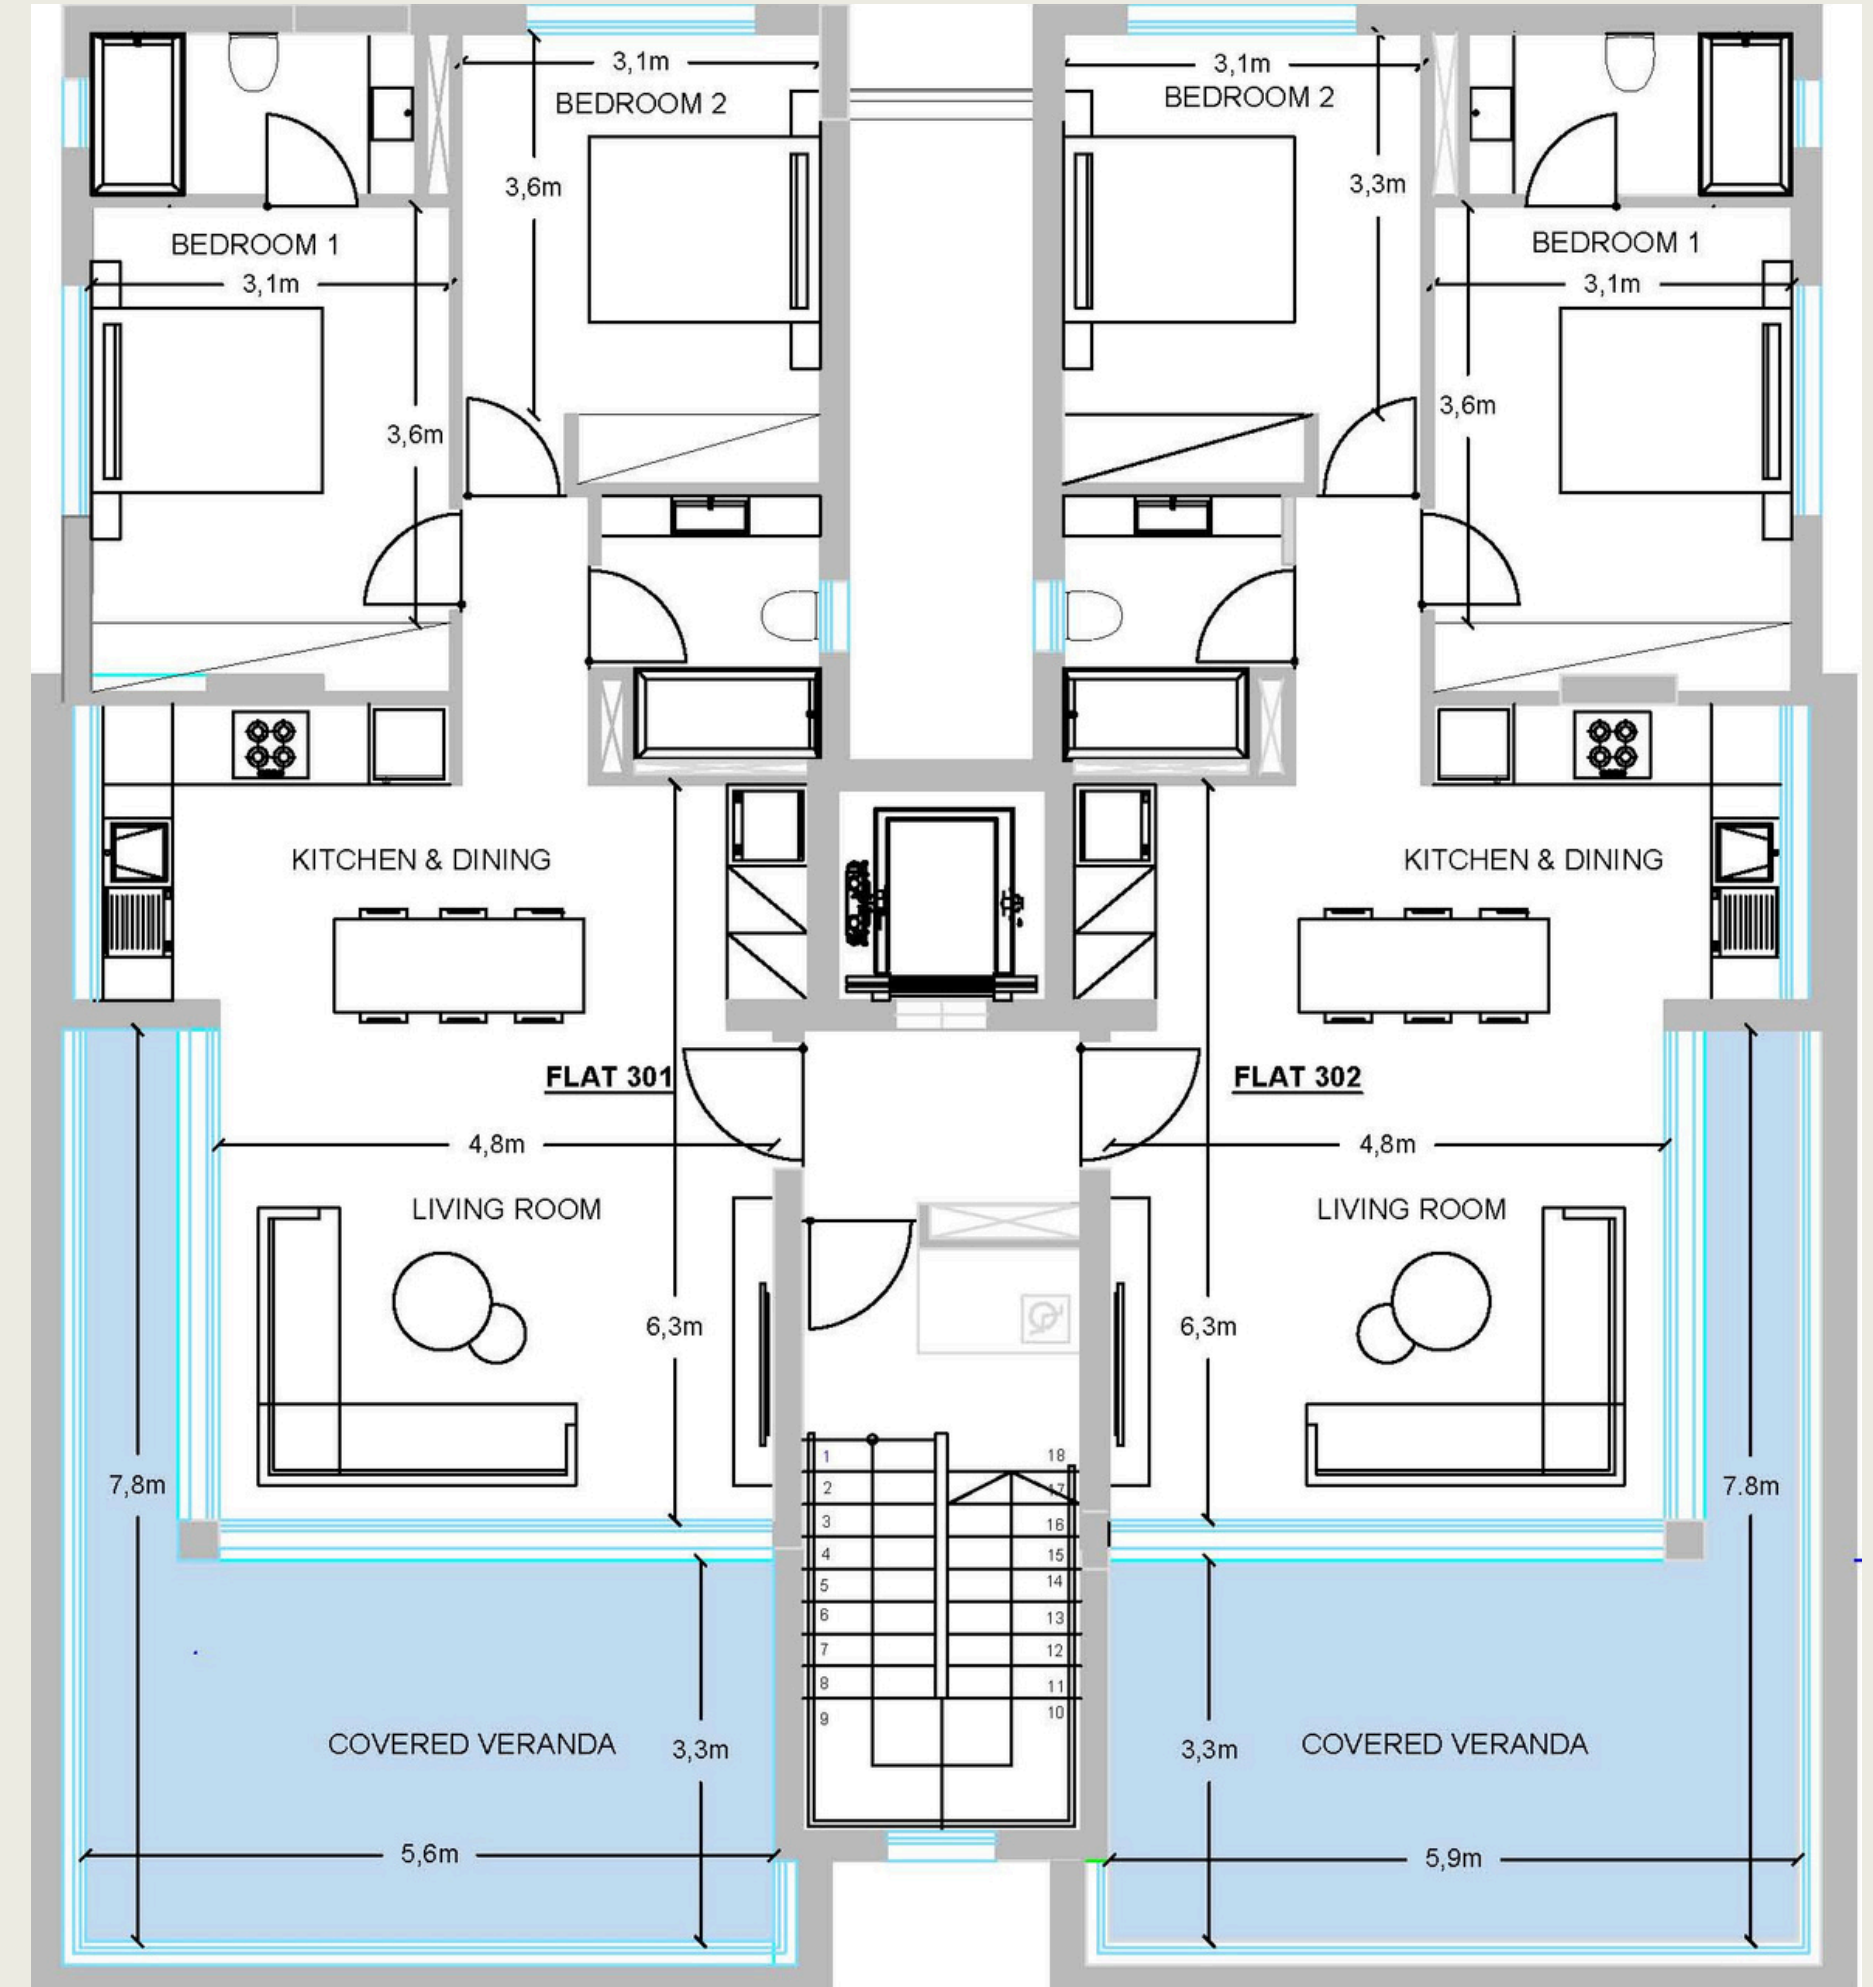 3,1m
BEDROOM 2
3,6m
BEDROOM 1
3,1m
3,6m
3,1m
BEDROOM 2
3,3m
BEDROOM 1
3,1m
3,6m
KITCHEN & DINING
KITCHEN & DINING
FLAT 301
FLAT 302
4,8m
4,8m
LIVING ROOM
LIVING ROOM
6,3m
6,3m
7,8m
7.8m
1
2
3
4
5
6
7
8
9
18
17
16
15
14
13
12
11
10
COVERED VERANDA
3,3m
3,3m
COVERED VERANDA
5,6m
5,9m